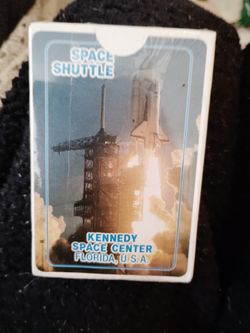 SPACE
SHUTTLE
KENNEDY
SPACE CENTER
FLORIDA, U.S.A.